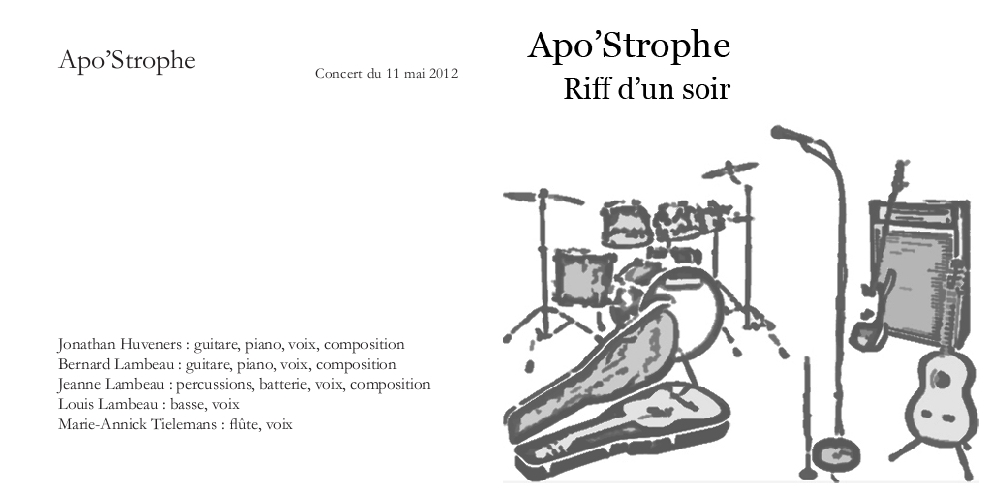 Apo’Strophe
Concert du 11 mai 2012
Jonathan Huveners : guitare, piano, voix, composition
Bernard Lambeau : guitare, piano, voix, composition
Jeanne Lambeau : percussions, batterie, voix, composition
Louis Lambeau : basse, voix
Marie-Annick Tielemans : flûte, voix
Apo’Strophe
Riff d’un soir